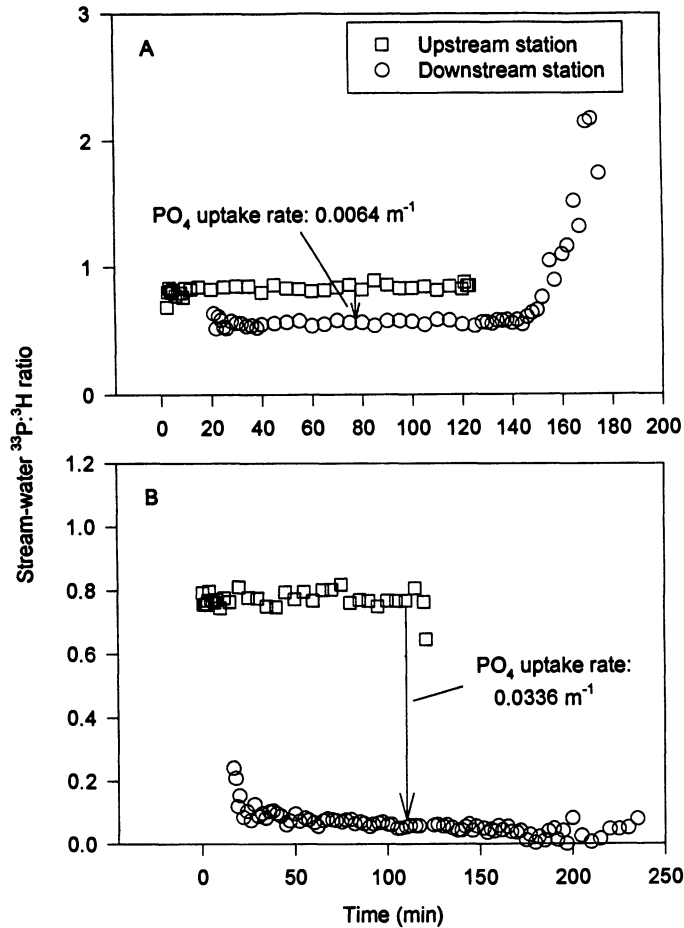 3
A
Upstream station
Downstream station
2
PO₄ uptake rate: 0.0064 m⁻¹
1
0
0 20 40 60 80 100 120 140 160 180 200
Stream-water ³³P:³H ratio
1.2
B
1.0
0.8
0.6
PO₄ uptake rate:
0.0336 m⁻¹
0.4
0.2
0.0
0 50 100 150 200 250
Time (min)